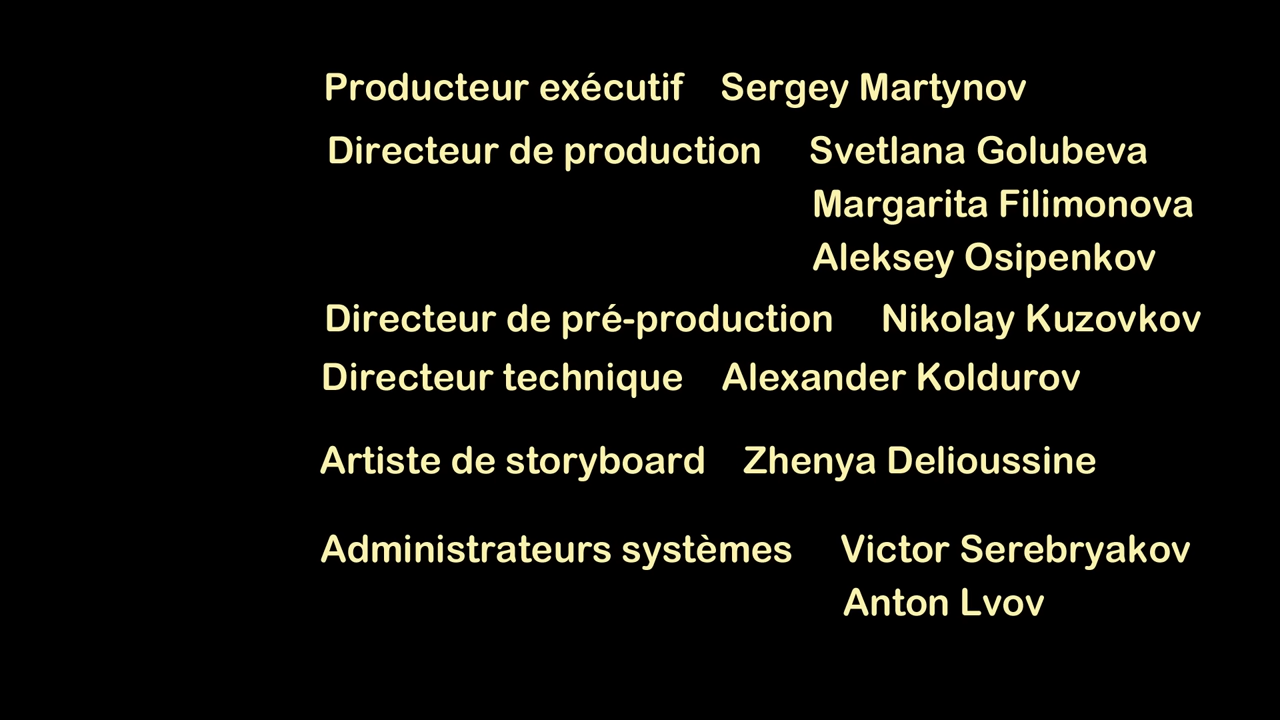 Producteur exécutif Sergey Martynov
Directeur de production Svetlana Golubeva
Margarita Filimonova
Aleksey Osipenkov
Directeur de pré-production Nikolay Kuzovkov
Directeur technique Alexander Koldurov
Artiste de storyboard Zhenya Delioussine
Administrateurs systèmes Victor Serebryakov
Anton Lvov